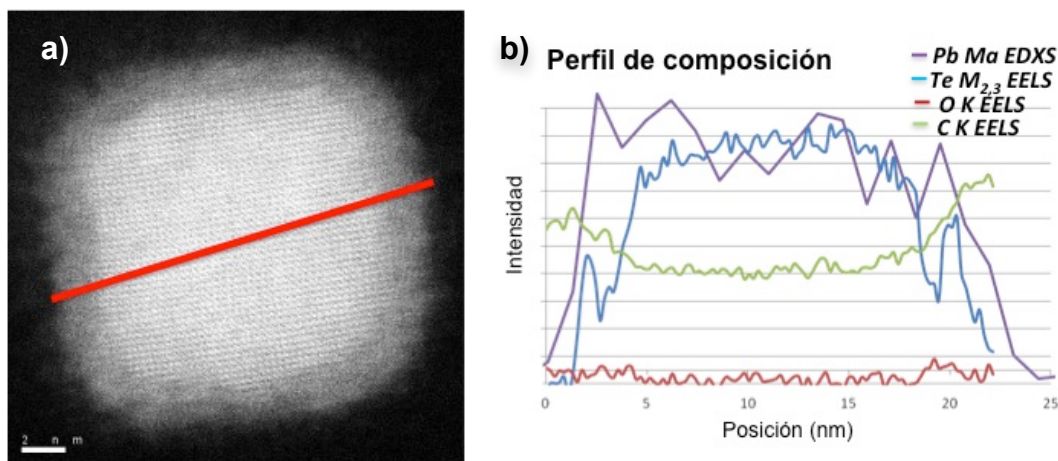 a)
2 n m
b)
Perfil de composición
Pb Ma EDXS
Te M2,3 EELS
O K EELS
C K EELS
Intensidad
0 5 10 15 20 25
Posición (nm)